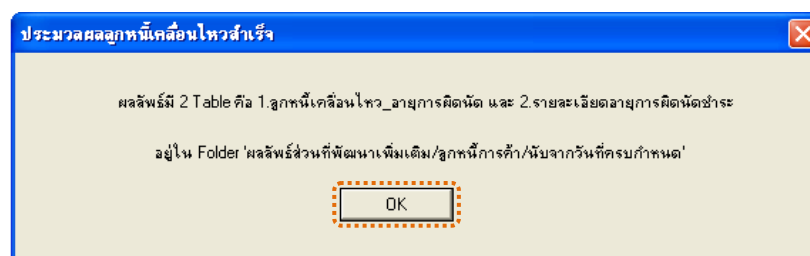 ประมวลผลลูกหนี้เคลื่อนไหวสำเร็จ
ผลลัพธ์มี 2 Table คือ 1.ลูกหนี้เคลื่อนไหว_อายุการผิดนัด และ 2.รายละเอียดอายุการผิดนัดชำระ
อยู่ใน Folder 'ผลลัพธ์ส่วนที่พัฒนาเพิ่มเติม/ลูกหนี้การค้า/นับจากวันที่ครบกำหนด'
OK